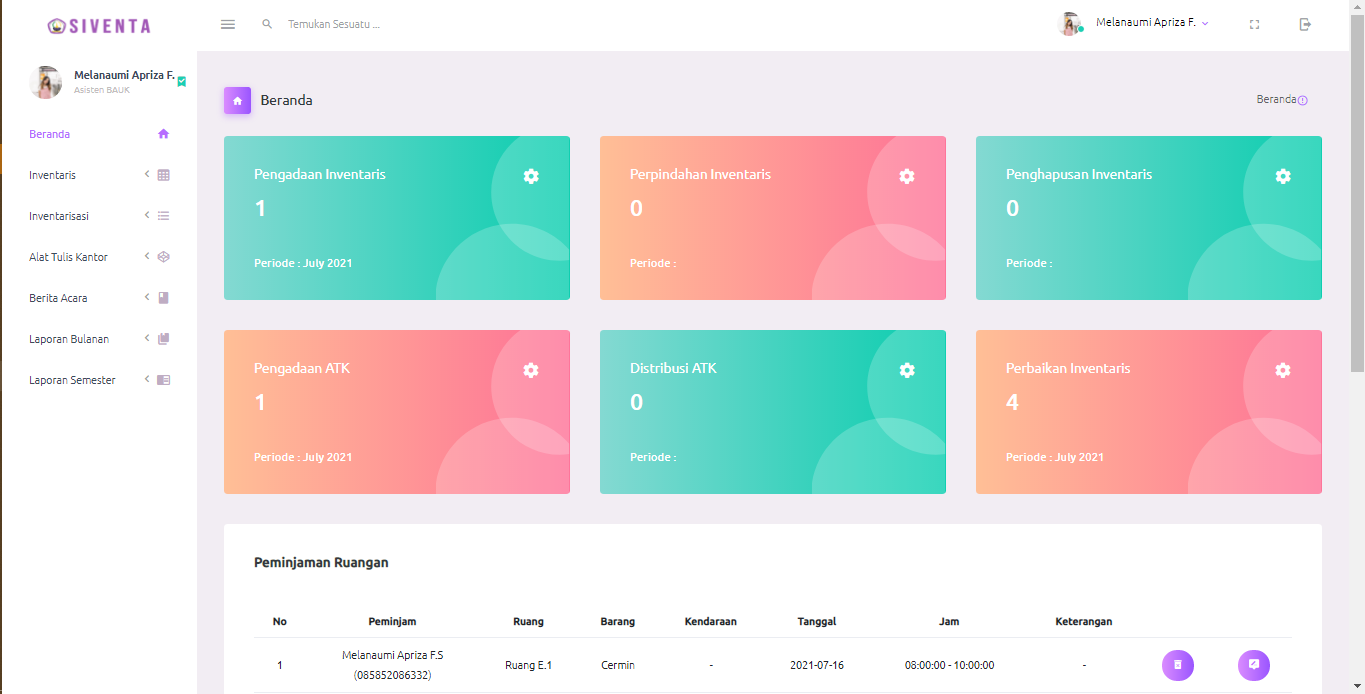 SIVENTA
Temukan Sesuatu ...
Melanaumi Apriza F.
Melanaumi Apriza F.
Asisten BAUK
Beranda
Inventaris
Inventarisasi
Alat Tulis Kantor
Berita Acara
Laporan Bulanan
Laporan Semester
Beranda
Beranda
Pengadaan Inventaris
1
Periode : July 2021
Perpindahan Inventaris
0
Periode :
Penghapusan Inventaris
0
Periode :
Pengadaan ATK
1
Periode : July 2021
Distribusi ATK
0
Periode :
Perbaikan Inventaris
4
Periode : July 2021
Peminjaman Ruangan
No Peminjam Ruang Barang Kendaraan Tanggal Jam Keterangan
1 Melanaumi Apriza F.S Ruang E.1 Cermin - 2021-07-16 08:00:00 - 10:00:00 -
(085852086332)